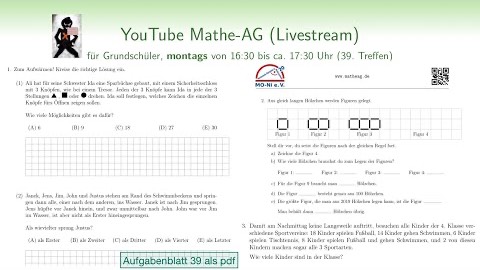 YouTube Mathe-AG (Livestream)
für Grundschüler, montags von 16:30 bis ca. 17:30 Uhr (39. Treffen)
1. Zum Aufwärmen! Kreise die richtige Lösung ein.
(1) Ali hat für seine Schwester Ida eine Sparbüchse gebaut, mit einem Sicherheitsschloss
mit 3 Knöpfen, wie bei einem Tresor. Jeden der 3 Knöpfe kann Ida in jede der 3
Stellungen ▲, ■ oder ● drehen. Ida soll festlegen, welches Zeichen die einzelnen
Knöpfe fürs Öffnen zeigen sollen.
Wie viele Möglichkeiten gibt es dafür?
(A) 6 (B) 9 (C) 18 (D) 27 (E) 30
(2) Janek, Jens, Jim, John und Justus stehen am Rand des Schwimmbeckens und sprin-
gen dann alle, einer nach dem anderen, ins Wasser. Janek ist nach Jim gesprungen.
Jens hüpfte vor Janek hinein, und zwar unmittelbar nach John. John war vor Jim
im Wasser, ist aber nicht als Erster hineingesprungen.
Als wievielter sprang Justus?
(A) als Erster (B) als Zweiter (C) als Dritter (D) als Vierter (E) als Letzter
Aufgabenblatt 39 als pdf
MO-Ni e.V.
www.matheag.de
2. Aus gleich langen Hölzchen werden Figuren gelegt.
Figur 1 Figur 2 Figur 3 Figur 4
Stell dir vor, du setzt die Figuren nach der gleichen Regel fort.
a) Zeichne die Figur 4.
b) Wie viele Hölzchen brauchst du zum Legen der Figuren?
Figur 1: Figur 2: Figur 3: Figur 4:
c) Für die Figur 8 braucht man Hölzchen.
d) Die Figur besteht genau aus 100 Hölzchen.
e) Die größte Figur, die man aus 2018 Hölzchen legen kann, ist die Figur
Man behält dann Hölzchen übrig.
3. Damit am Nachmittag keine Langeweile auftritt, besuchen alle Kinder der 4. Klasse ver-
schiedene Sportvereine: 18 Kinder spielen Fußball, 14 Kinder gehen Schwimmen, 6 Kinder
spielen Tischtennis, 8 Kinder spielen Fußball und gehen Schwimmen, und 2 von diesen
Kindern machen sogar alle 3 Sportarten.
Wie viele Kinder sind in der Klasse?